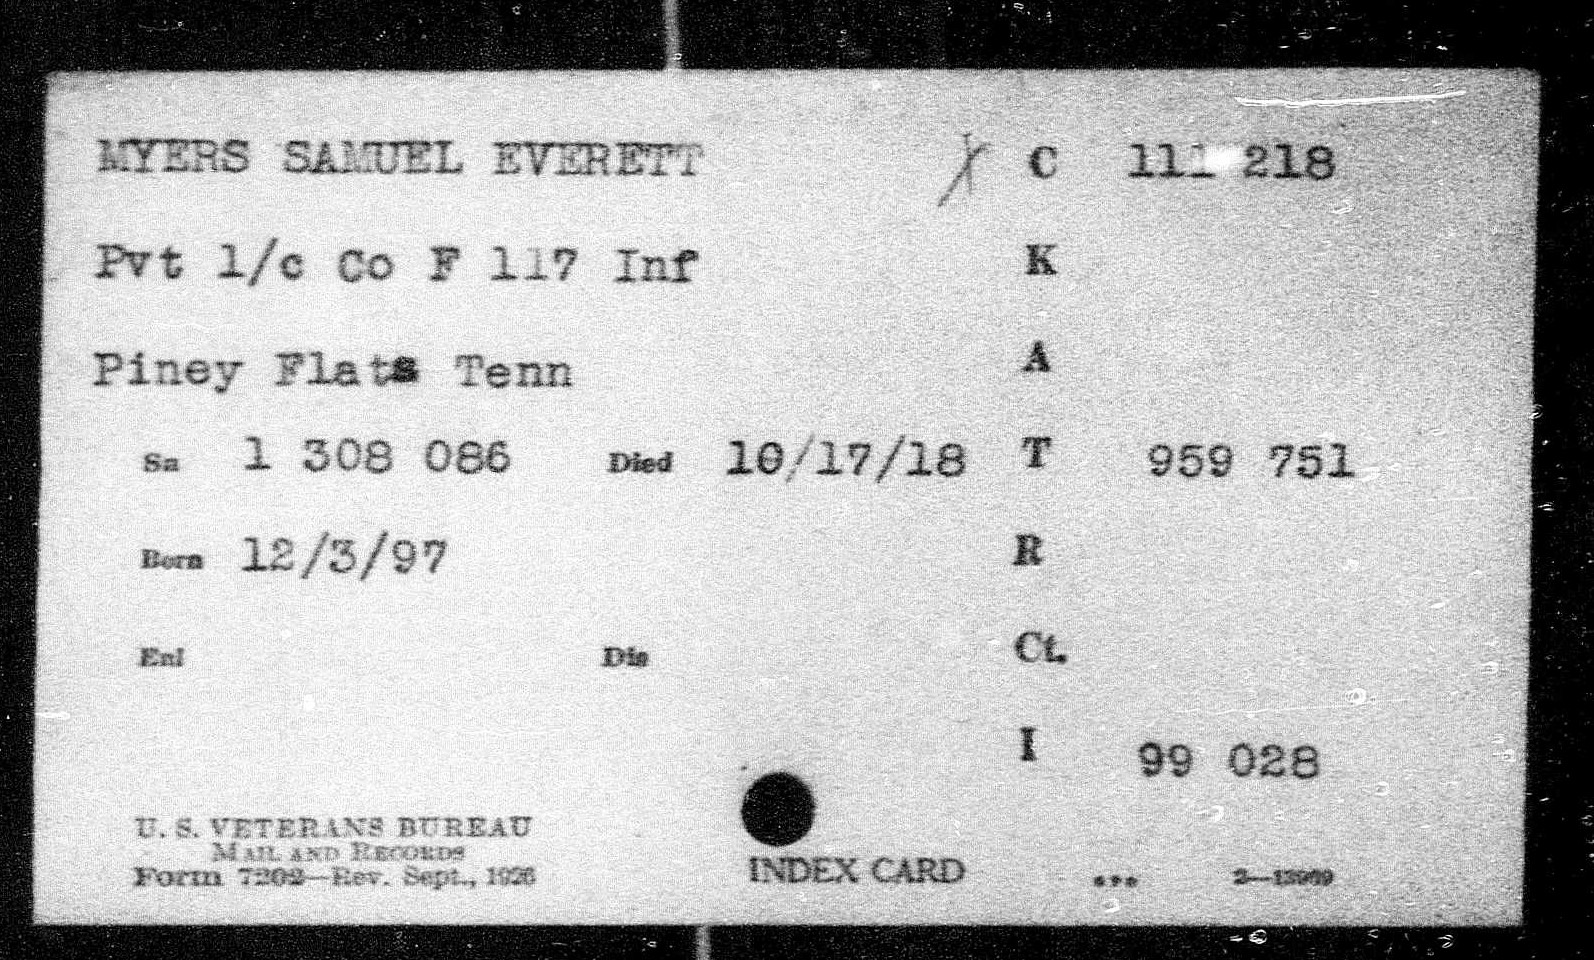 MYERS SAMUEL EVERETT X C 111 218
Pvt 1/c Co F 117 Inf K
Piney Flats Tenn A
Sn 1 308 086 Died 10/17/18 T 959 751
Born 12/3/97 R
Enl Dis Ct.
I 99 028
U. S. VETERANS BUREAU
MAIL AND RECORDS
Form 7202—Rev. Sept., 1926
INDEX CARD